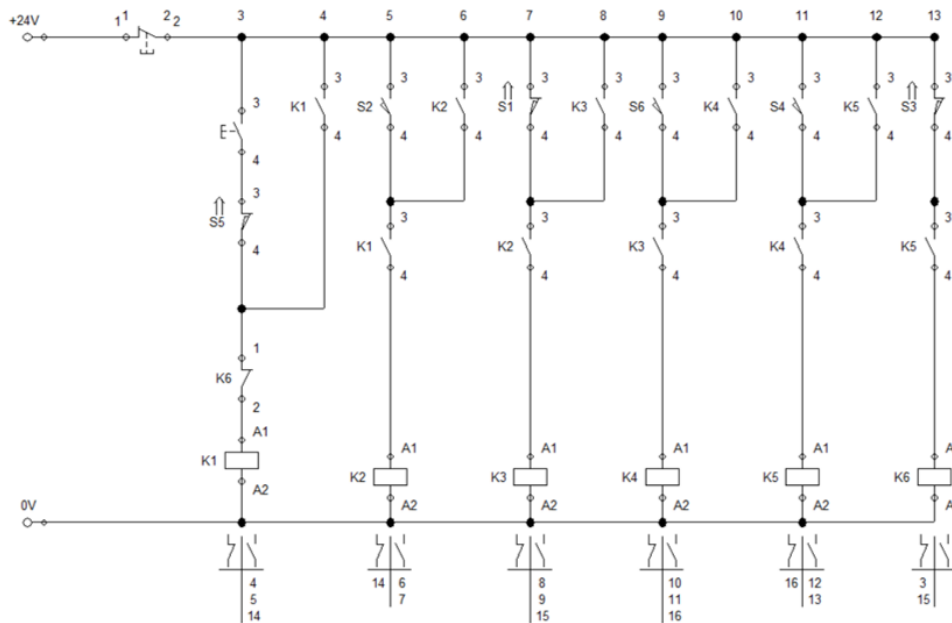 +24V 1 1 2 2 3 4 5 6 7 8 9 10 11 12 13
3 3 3 3 3 3 3 3 3 3
K1 S2 K2 S1 K3 S6 K4 S4 K5 S3
3
E
4 4 4 4 4 4 4 4 4 4
4
3
S5
3 3 3 3 3
K1 K2 K3 K4 K5
4
4 4 4 4 4
1
K6
2
A1
A1 A1 A1 A1 A
K1
K2 K3 K4 K5 K6
A2
A2 A2 A2 A2 A
0V
4 14 6 8 10 16 12 3
5 7 9 11 13 15
14 15 16